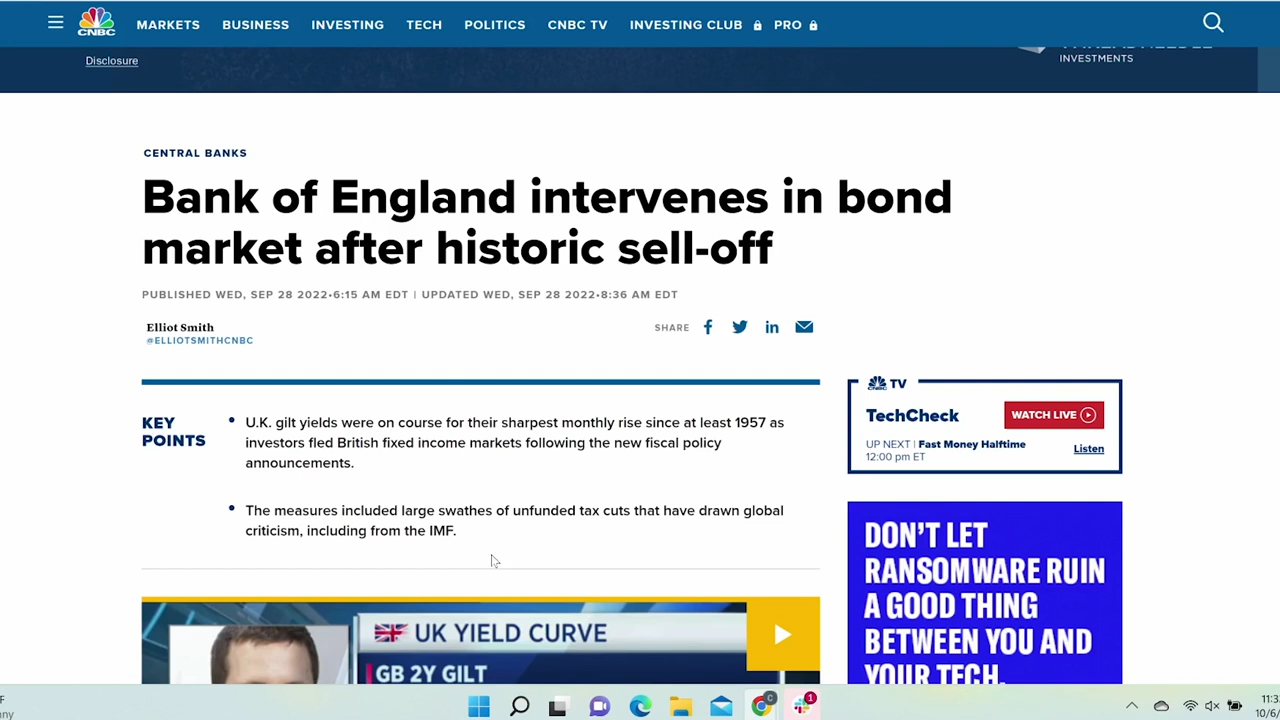 CNBC
MARKETS BUSINESS INVESTING TECH POLITICS CNBC TV INVESTING CLUB PRO
Disclosure
INVESTMENTS
CENTRAL BANKS
Bank of England intervenes in bond
market after historic sell-off
PUBLISHED WED, SEP 28 2022•6:15 AM EDT | UPDATED WED, SEP 28 2022•8:36 AM EDT
Elliot Smith
@ELLIOTSMITHCNBC
SHARE
KEY
POINTS
• U.K. gilt yields were on course for their sharpest monthly rise since at least 1957 as
investors fled British fixed income markets following the new fiscal policy
announcements.
• The measures included large swathes of unfunded tax cuts that have drawn global
criticism, including from the IMF.
CNBC TV
TechCheck
WATCH LIVE
UP NEXT | Fast Money Halftime
12:00 pm ET
Listen
DON'T LET
RANSOMWARE RUIN
A GOOD THING
BETWEEN YOU AND
YOUR TECH.
UK YIELD CURVE
GB 2Y GILT
C
1
11:3
10/6/